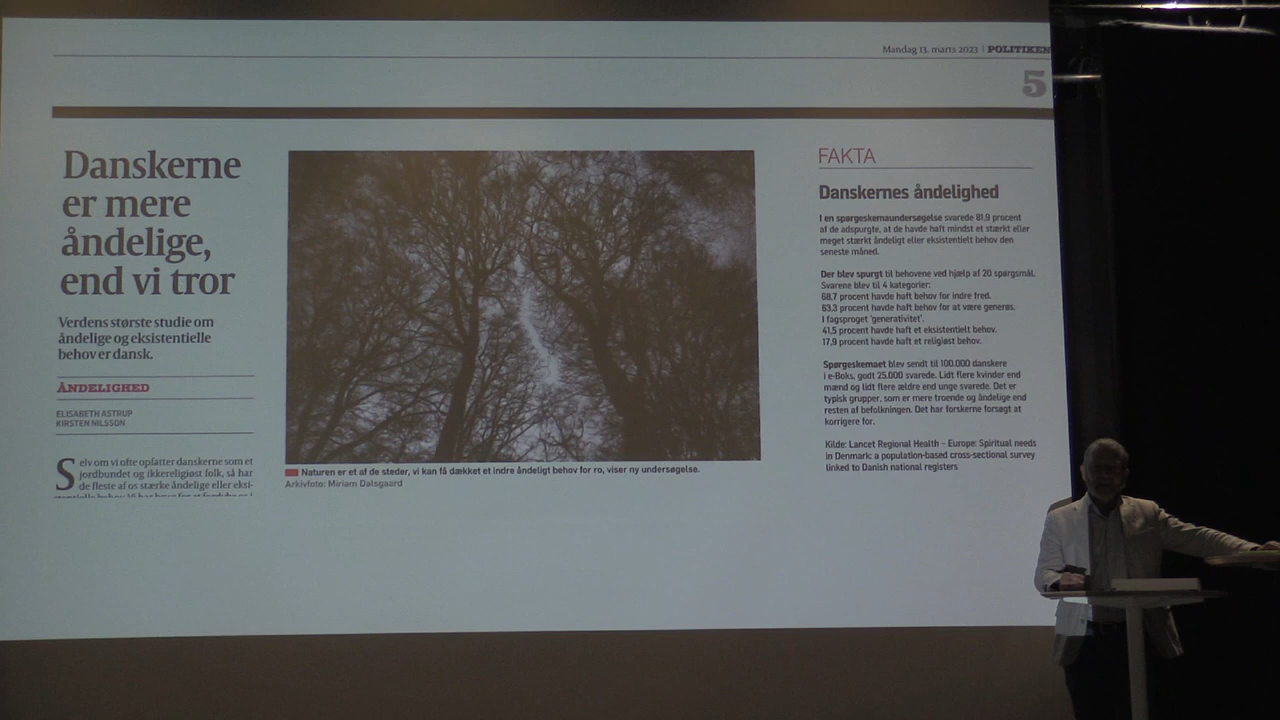 Mandag 13. marts 2023 | POLITIKEN
5
Danskerne
er mere
åndelige,
end vi tror
Verdens største studie om
åndelige og eksistentielle
behov er dansk.
ÅNDELIGHED
ELISABETH ASTRUP
KIRSTEN NILSSON
Selv om vi ofte opfatter danskerne som et
jordbundet og ikkereligiøst folk, så har
de fleste af os stærke åndelige eller eksi-
Naturen er et af de steder, vi kan få dækket et indre åndeligt behov for ro, viser ny undersøgelse.
Arkivfoto: Miriam Dalsgaard
FAKTA
Danskernes åndelighed
I en spørgeskemaundersøgelse svarede 81,9 procent
af de adspurgte, at de havde haft mindst et stærkt eller
meget stærkt åndeligt eller eksistentielt behov den
seneste måned.
Der blev spurgt til behovene ved hjælp af 20 spørgsmål.
Svarene blev til 4 kategorier:
68,7 procent havde haft behov for indre fred.
63,3 procent havde haft behov for at være generøs.
I fagsproget 'generativitet'.
41,5 procent havde haft et eksistentielt behov.
17,9 procent havde haft et religiøst behov.
Spørgeskemaet blev sendt til 100.000 danskere
i e-Boks, godt 25.000 svarede. Lidt flere kvinder end
mænd og lidt flere ældre end unge svarede. Det er
typisk grupper, som er mere troende og åndelige end
resten af befolkningen. Det har forskerne forsøgt at
korrigere for.
Kilde: Lancet Regional Health – Europe: Spiritual needs
in Denmark: a population-based cross-sectional survey
linked to Danish national registers